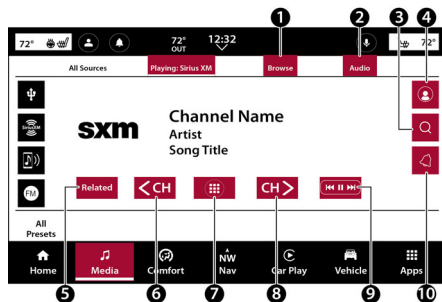 1 2 3 4
72° 72° OUT 12:32 72°
All Sources Playing: Sirius XM Browse Audio
SiriusXM
sxm
Channel Name
Artist
Song Title
FM
Related <CH CH>
All Presets
Home Media Comfort NW Nav Car Play Vehicle Apps
5 6 7 8 9 10